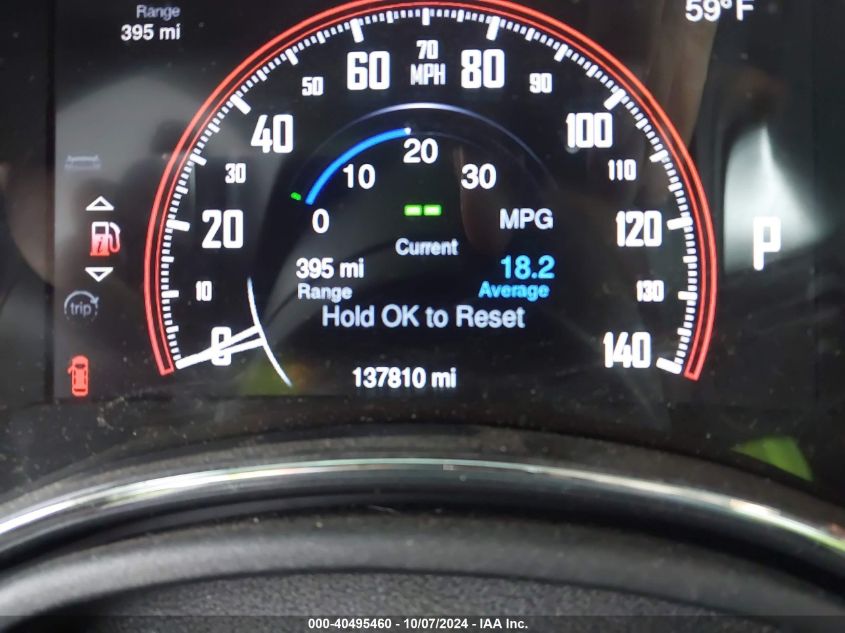 Range
395 mi
59°F
0
10
20
30
40
50
60
70
MPH
80
90
100
110
120
130
140
0
10
20
30
MPG
Current
395 mi
Range
18.2
Average
Hold OK to Reset
137810 mi
trip
P
000-40495460 - 10/07/2024 - IAA Inc.